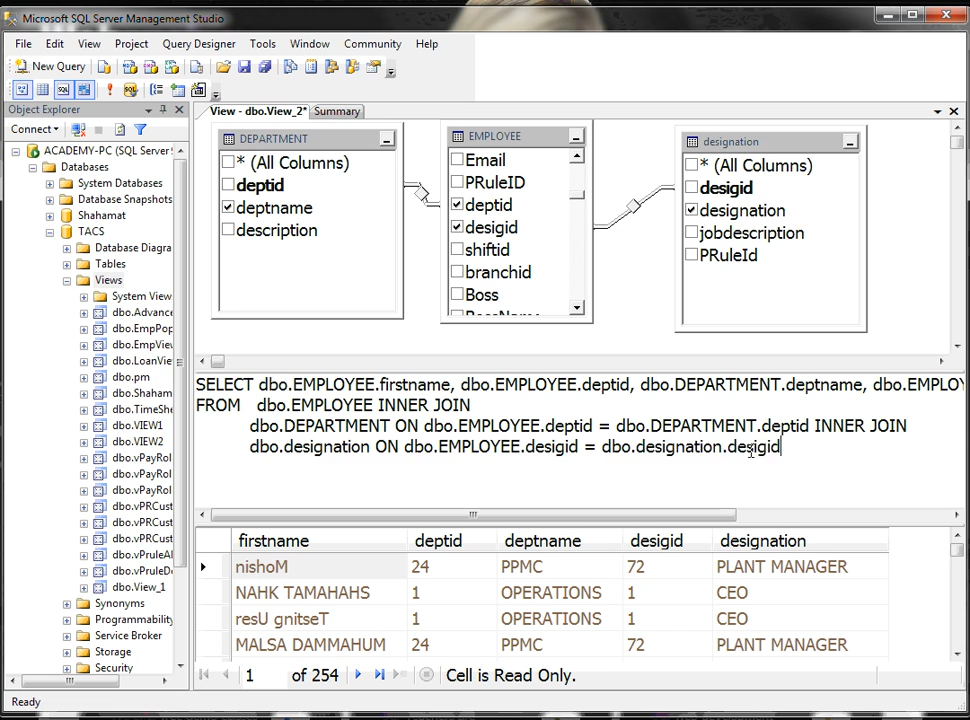 Microsoft SQL Server Management Studio
File Edit View Project Query Designer Tools Window Community Help
New Query
Object Explorer
View - dbo.View_2* Summary
Connect
ACADEMY-PC (SQL Server
Databases
System Databases
Database Snapshots
Shahamat
TACS
Database Diagra
Tables
Views
System View
dbo.Advance
dbo.EmpPop
dbo.EmpView
dbo.LoanVie
dbo.pm
dbo.Shaham
dbo.TimeShe
dbo.VIEW1
dbo.VIEW2
dbo.vPayRol
dbo.vPayRol
dbo.vPayRol
dbo.vPRCust
dbo.vPRCust
dbo.vPRCust
dbo.vPruleAl
dbo.vPruleDe
dbo.View_1
Synonyms
Programmability
Service Broker
Storage
Security
DEPARTMENT
* (All Columns)
deptid
deptname
description
EMPLOYEE
Email
PRuleID
deptid
desigid
shiftid
branchid
Boss
BossName
designation
* (All Columns)
desigid
designation
jobdescription
PRuleId
SELECT dbo.EMPLOYEE.firstname, dbo.EMPLOYEE.deptid, dbo.DEPARTMENT.deptname, dbo.EMPLOY
FROM dbo.EMPLOYEE INNER JOIN
dbo.DEPARTMENT ON dbo.EMPLOYEE.deptid = dbo.DEPARTMENT.deptid INNER JOIN
dbo.designation ON dbo.EMPLOYEE.desigid = dbo.designation.desigid
firstname deptid deptname desigid designation
nishoM 24 PPMC 72 PLANT MANAGER
NAHK TAMAHAHS 1 OPERATIONS 1 CEO
resU gnitseT 1 OPERATIONS 1 CEO
MALSA DAMMAHUM 24 PPMC 72 PLANT MANAGER
1 of 254 Cell is Read Only.
Ready